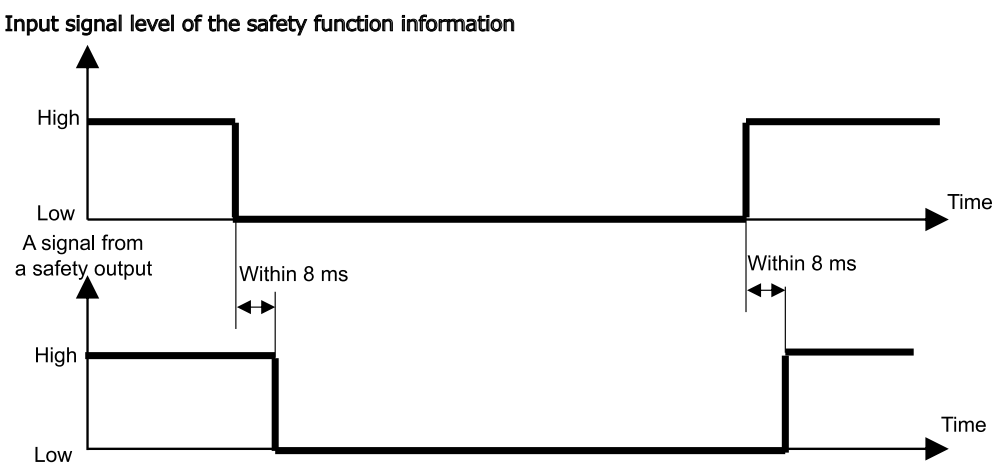 Input signal level of the safety function information
High
Low
Time
A signal from
a safety output
Within 8 ms
Within 8 ms
High
Low
Time